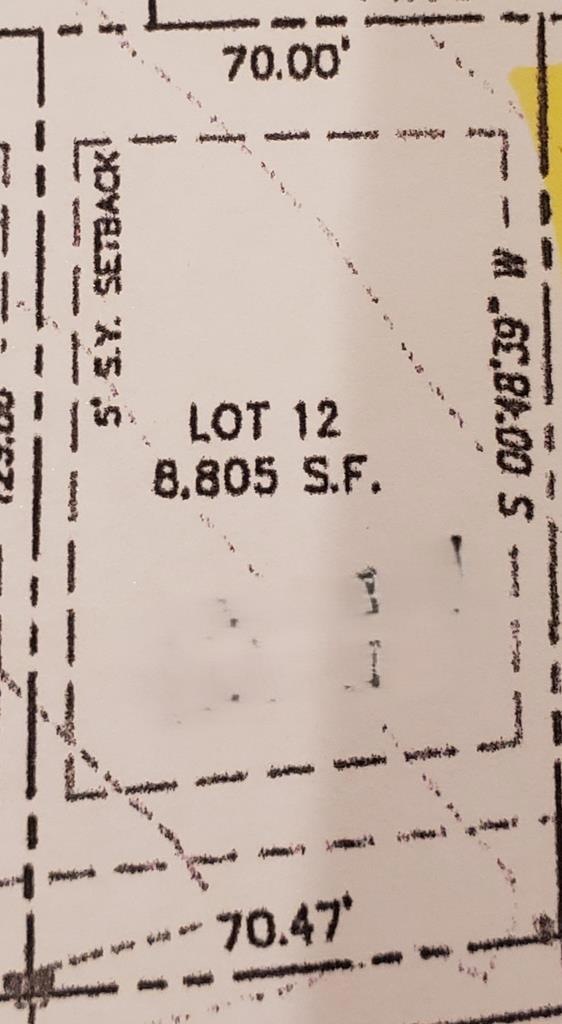 70.00'
5' S.Y. SETBACK
S 00°48'39" W
LOT 12
8,805 S.F.
70.47'